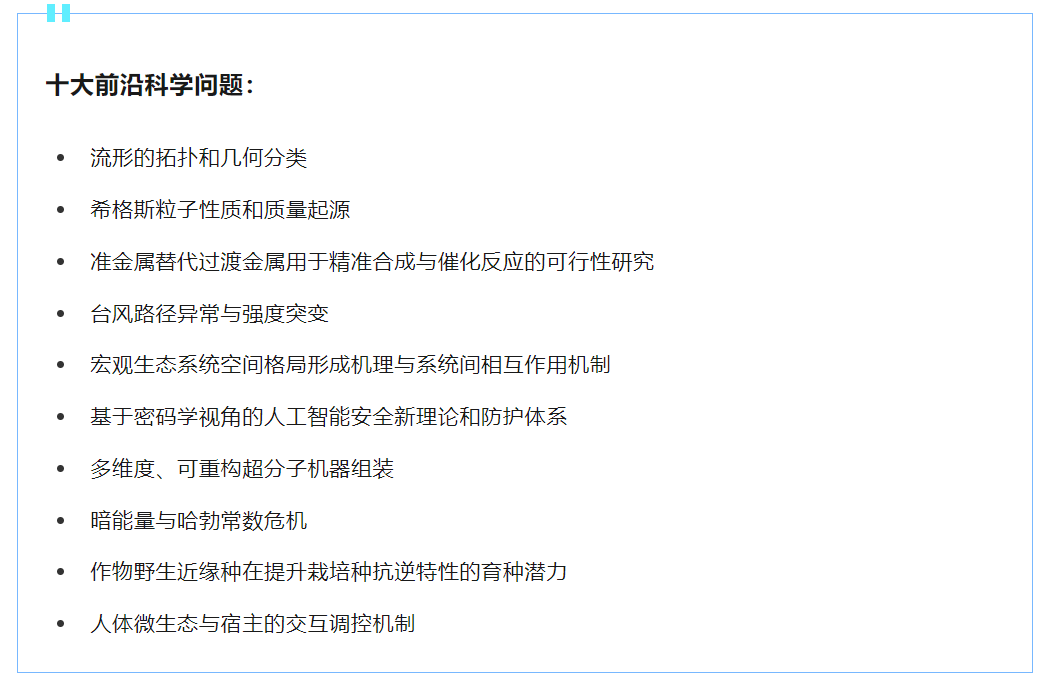 十大前沿科学问题：
• 流形的拓扑和几何分类
• 希格斯粒子性质和质量起源
• 准金属替代过渡金属用于精准合成与催化反应的可行性研究
• 台风路径异常与强度突变
• 宏观生态系统空间格局形成机理与系统间相互作用机制
• 基于密码学视角的人工智能安全新理论和防护体系
• 多维度、可重构超分子机器组装
• 暗能量与哈勃常数危机
• 作物野生近缘种在提升栽培种抗逆特性的育种潜力
• 人体微生态与宿主的交互调控机制